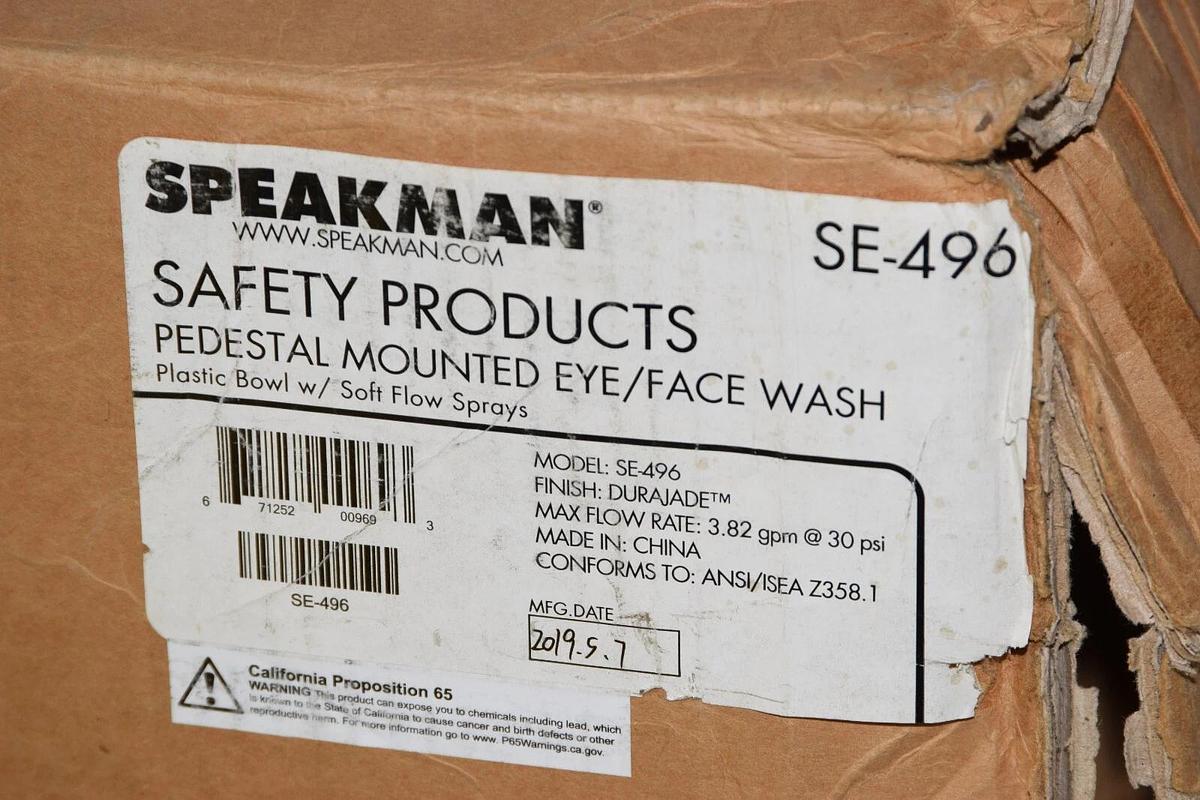 SPEAKMAN®
WWW.SPEAKMAN.COM
SE-496
SAFETY PRODUCTS
PEDESTAL MOUNTED EYE/FACE WASH
Plastic Bowl w/ Soft Flow Sprays
6 71252 00969 3
SE-496
MODEL: SE-496
FINISH: DURAJADE™
MAX FLOW RATE: 3.82 gpm @ 30 psi
MADE IN: CHINA
CONFORMS TO: ANSI/ISEA Z358.1
MFG.DATE
2019.5.7
California Proposition 65
WARNING This product can expose you to chemicals including lead, which
is known to the State of California to cause cancer and birth defects or other
reproductive harm. For more information go to www. P65Warnings.ca.gov.